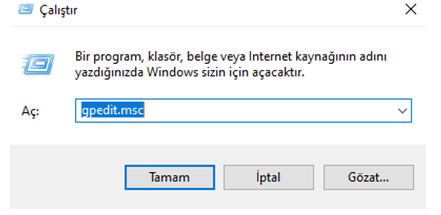 Çalıştır
Bir program, klasör, belge veya Internet kaynağının adını
yazdığınızda Windows sizin için açacaktır.
Aç: gpedit.msc
Tamam İptal Gözat...